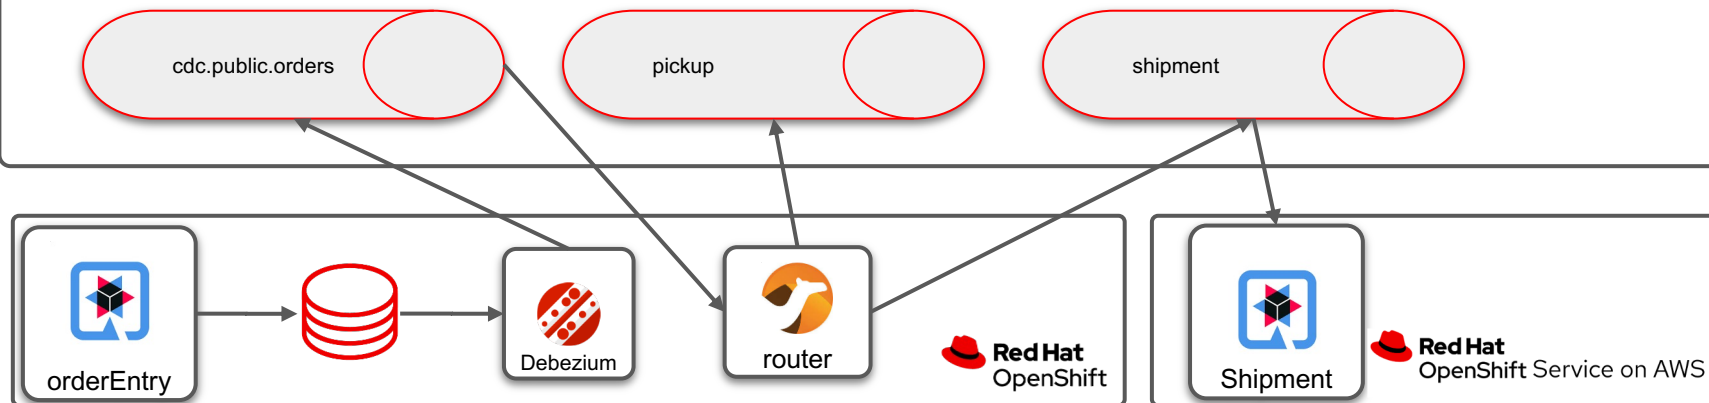 cdc.public.orders
pickup
shipment
orderEntry
Debezium
router
Red Hat
OpenShift
Shipment
Red Hat
OpenShift Service on AWS